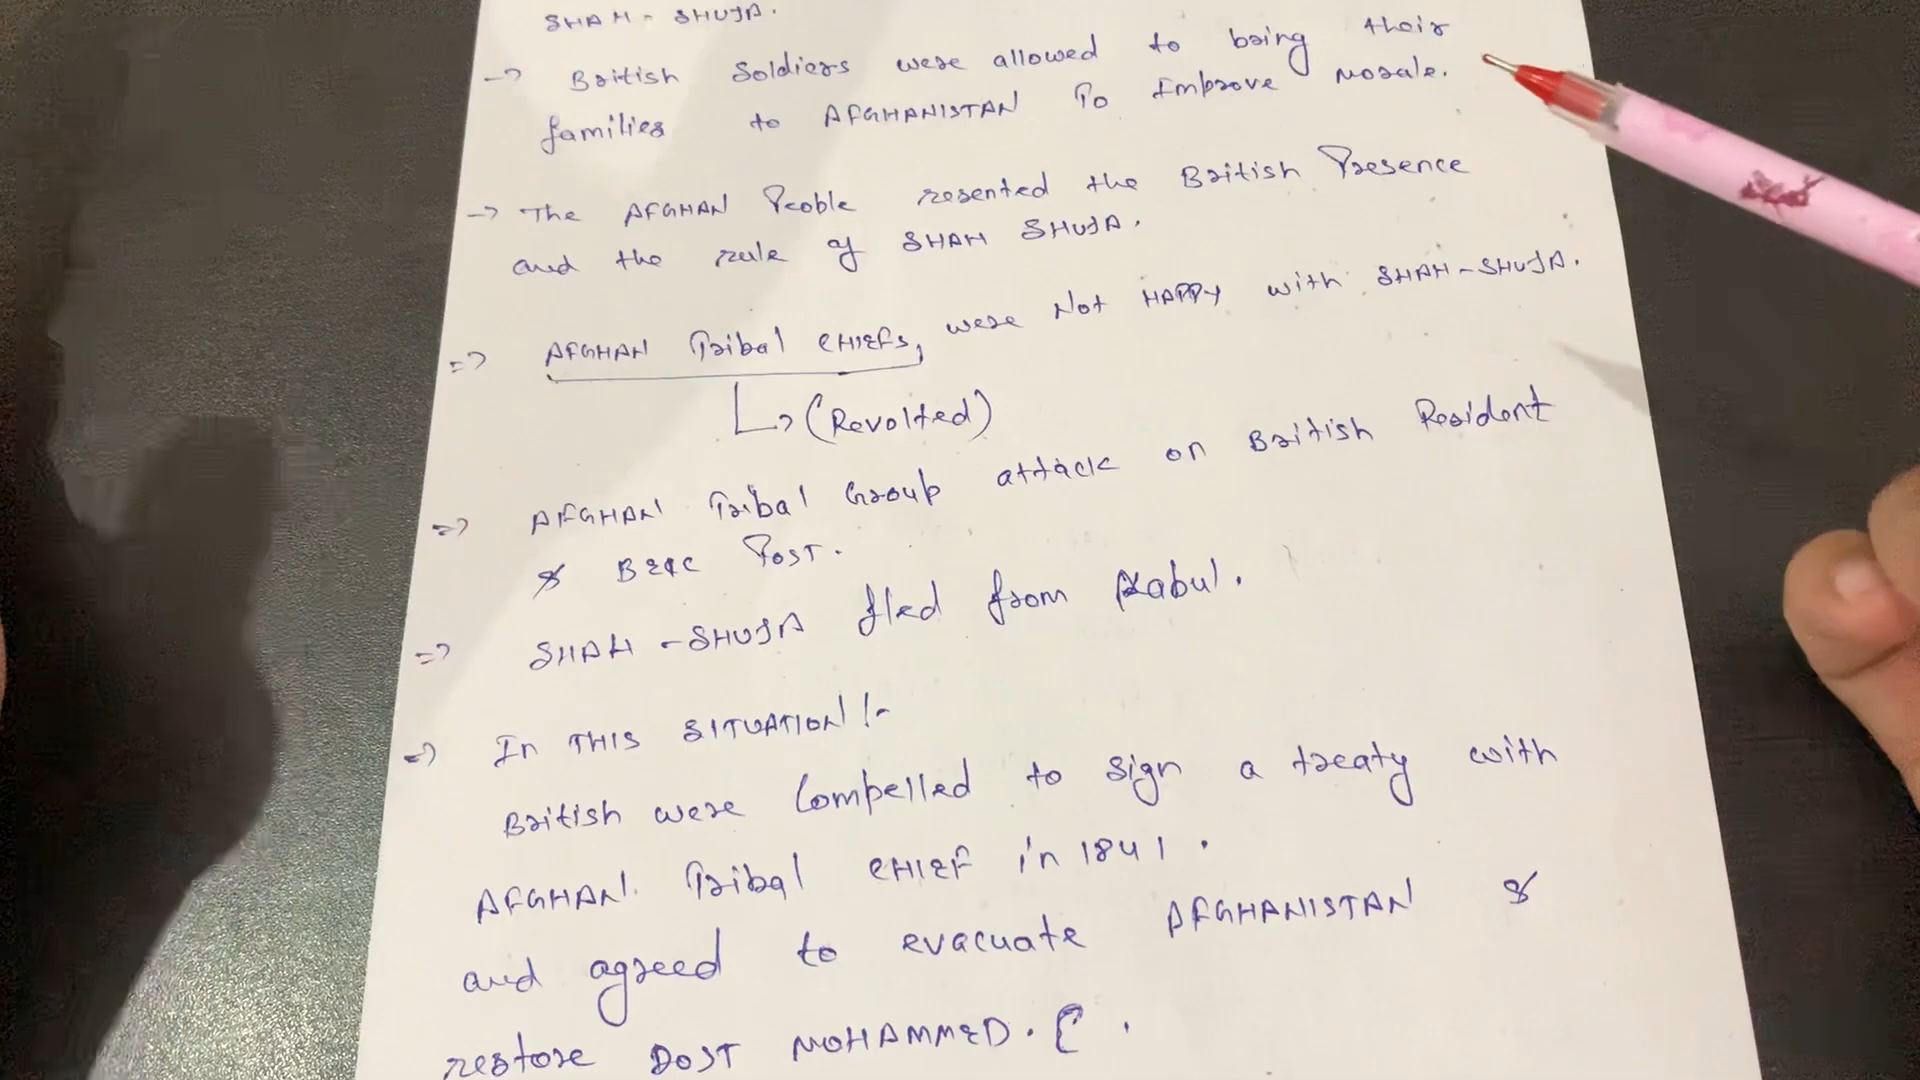 SHAH - SHUJA.
-> British Soldiers were allowed to bring their
families to AFGHANISTAN To Improve Morale.
-> The AFGHAN People resented the British Presence
and the rule of SHAH SHUJA.
=> AFGHAN Tribal CHIEFS, were Not HAPPY with SHAH - SHUJA.
↳ (Revolted)
=> AFGHAN Tribal Group attack on British Resident
& POST.
=> SHAH - SHUJA fled from Kabul.
=> In THIS SITUATION !-
British were Compelled to sign a treaty with
AFGHAN Tribal CHIEF in 1841.
and agreed to evacuate AFGHANISTAN &
restore DOST MOHAMMED.